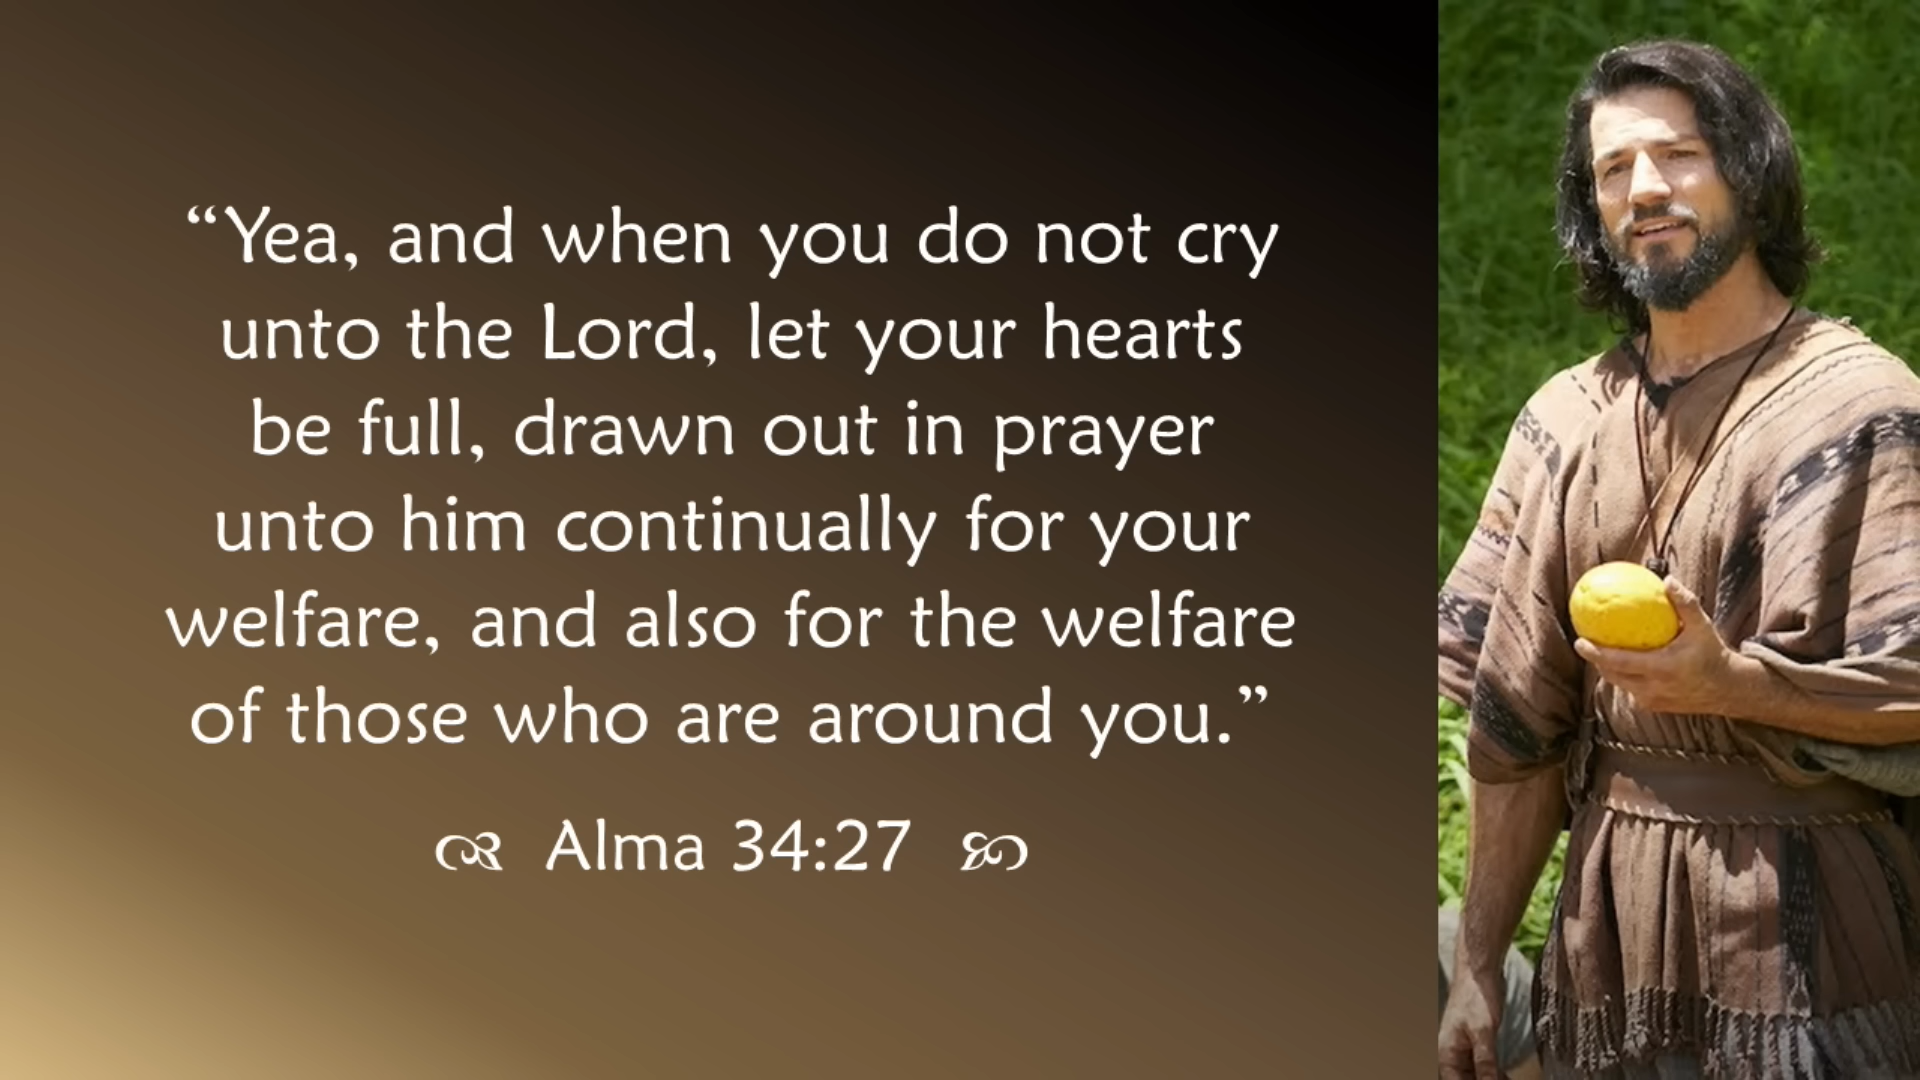 “Yea, and when you do not cry
unto the Lord, let your hearts
be full, drawn out in prayer
unto him continually for your
welfare, and also for the welfare
of those who are around you.”
Alma 34:27